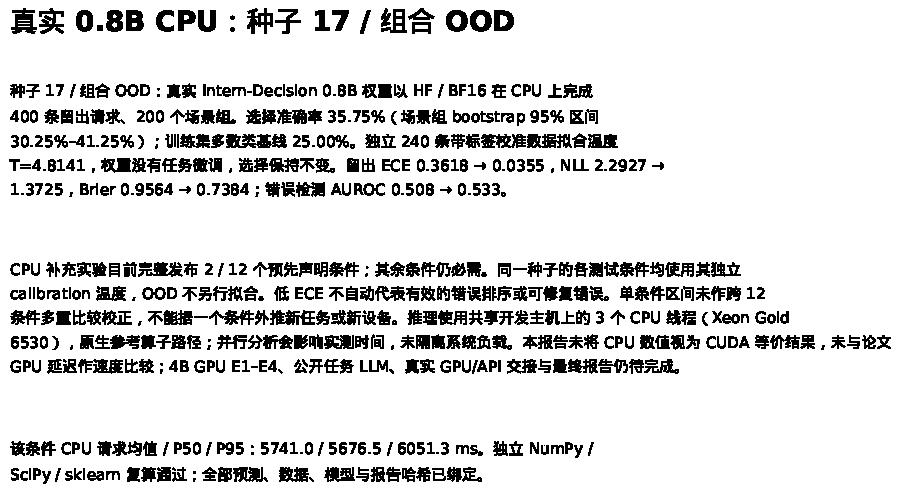 真实 0.8B CPU：种子 17 / 组合 OOD
种子 17 / 组合 OOD：真实 Intern-Decision 0.8B 权重以 HF / BF16 在 CPU 上完成
400 条留出请求、200 个场景组。选择准确率 35.75%（场景组 bootstrap 95% 区间
30.25%–41.25%）；训练集多数类基线 25.00%。独立 240 条带标签校准数据拟合温度
T=4.8141，权重没有任务微调，选择保持不变。留出 ECE 0.3618 → 0.0355，NLL 2.2927 →
1.3725，Brier 0.9564 → 0.7384；错误检测 AUROC 0.508 → 0.533。
CPU 补充实验目前完整发布 2 / 12 个预先声明条件；其余条件仍必需。同一种子的各测试条件均使用其独立
calibration 温度，OOD 不另行拟合。低 ECE 不自动代表有效的错误排序或可修复错误。单条件区间未作跨 12
条件多重比较校正，不能据一个条件外推新任务或新设备。推理使用共享开发主机上的 3 个 CPU 线程（Xeon Gold
6530），原生参考算子路径；并行分析会影响实测时间，未隔离系统负载。本报告未将 CPU 数值视为 CUDA 等价结果，未与论文
GPU 延迟作速度比较；4B GPU E1–E4、公开任务 LLM、真实 GPU/API 交接与最终报告仍待完成。
该条件 CPU 请求均值 / P50 / P95：5741.0 / 5676.5 / 6051.3 ms。独立 NumPy /
SciPy / sklearn 复算通过；全部预测、数据、模型与报告哈希已绑定。